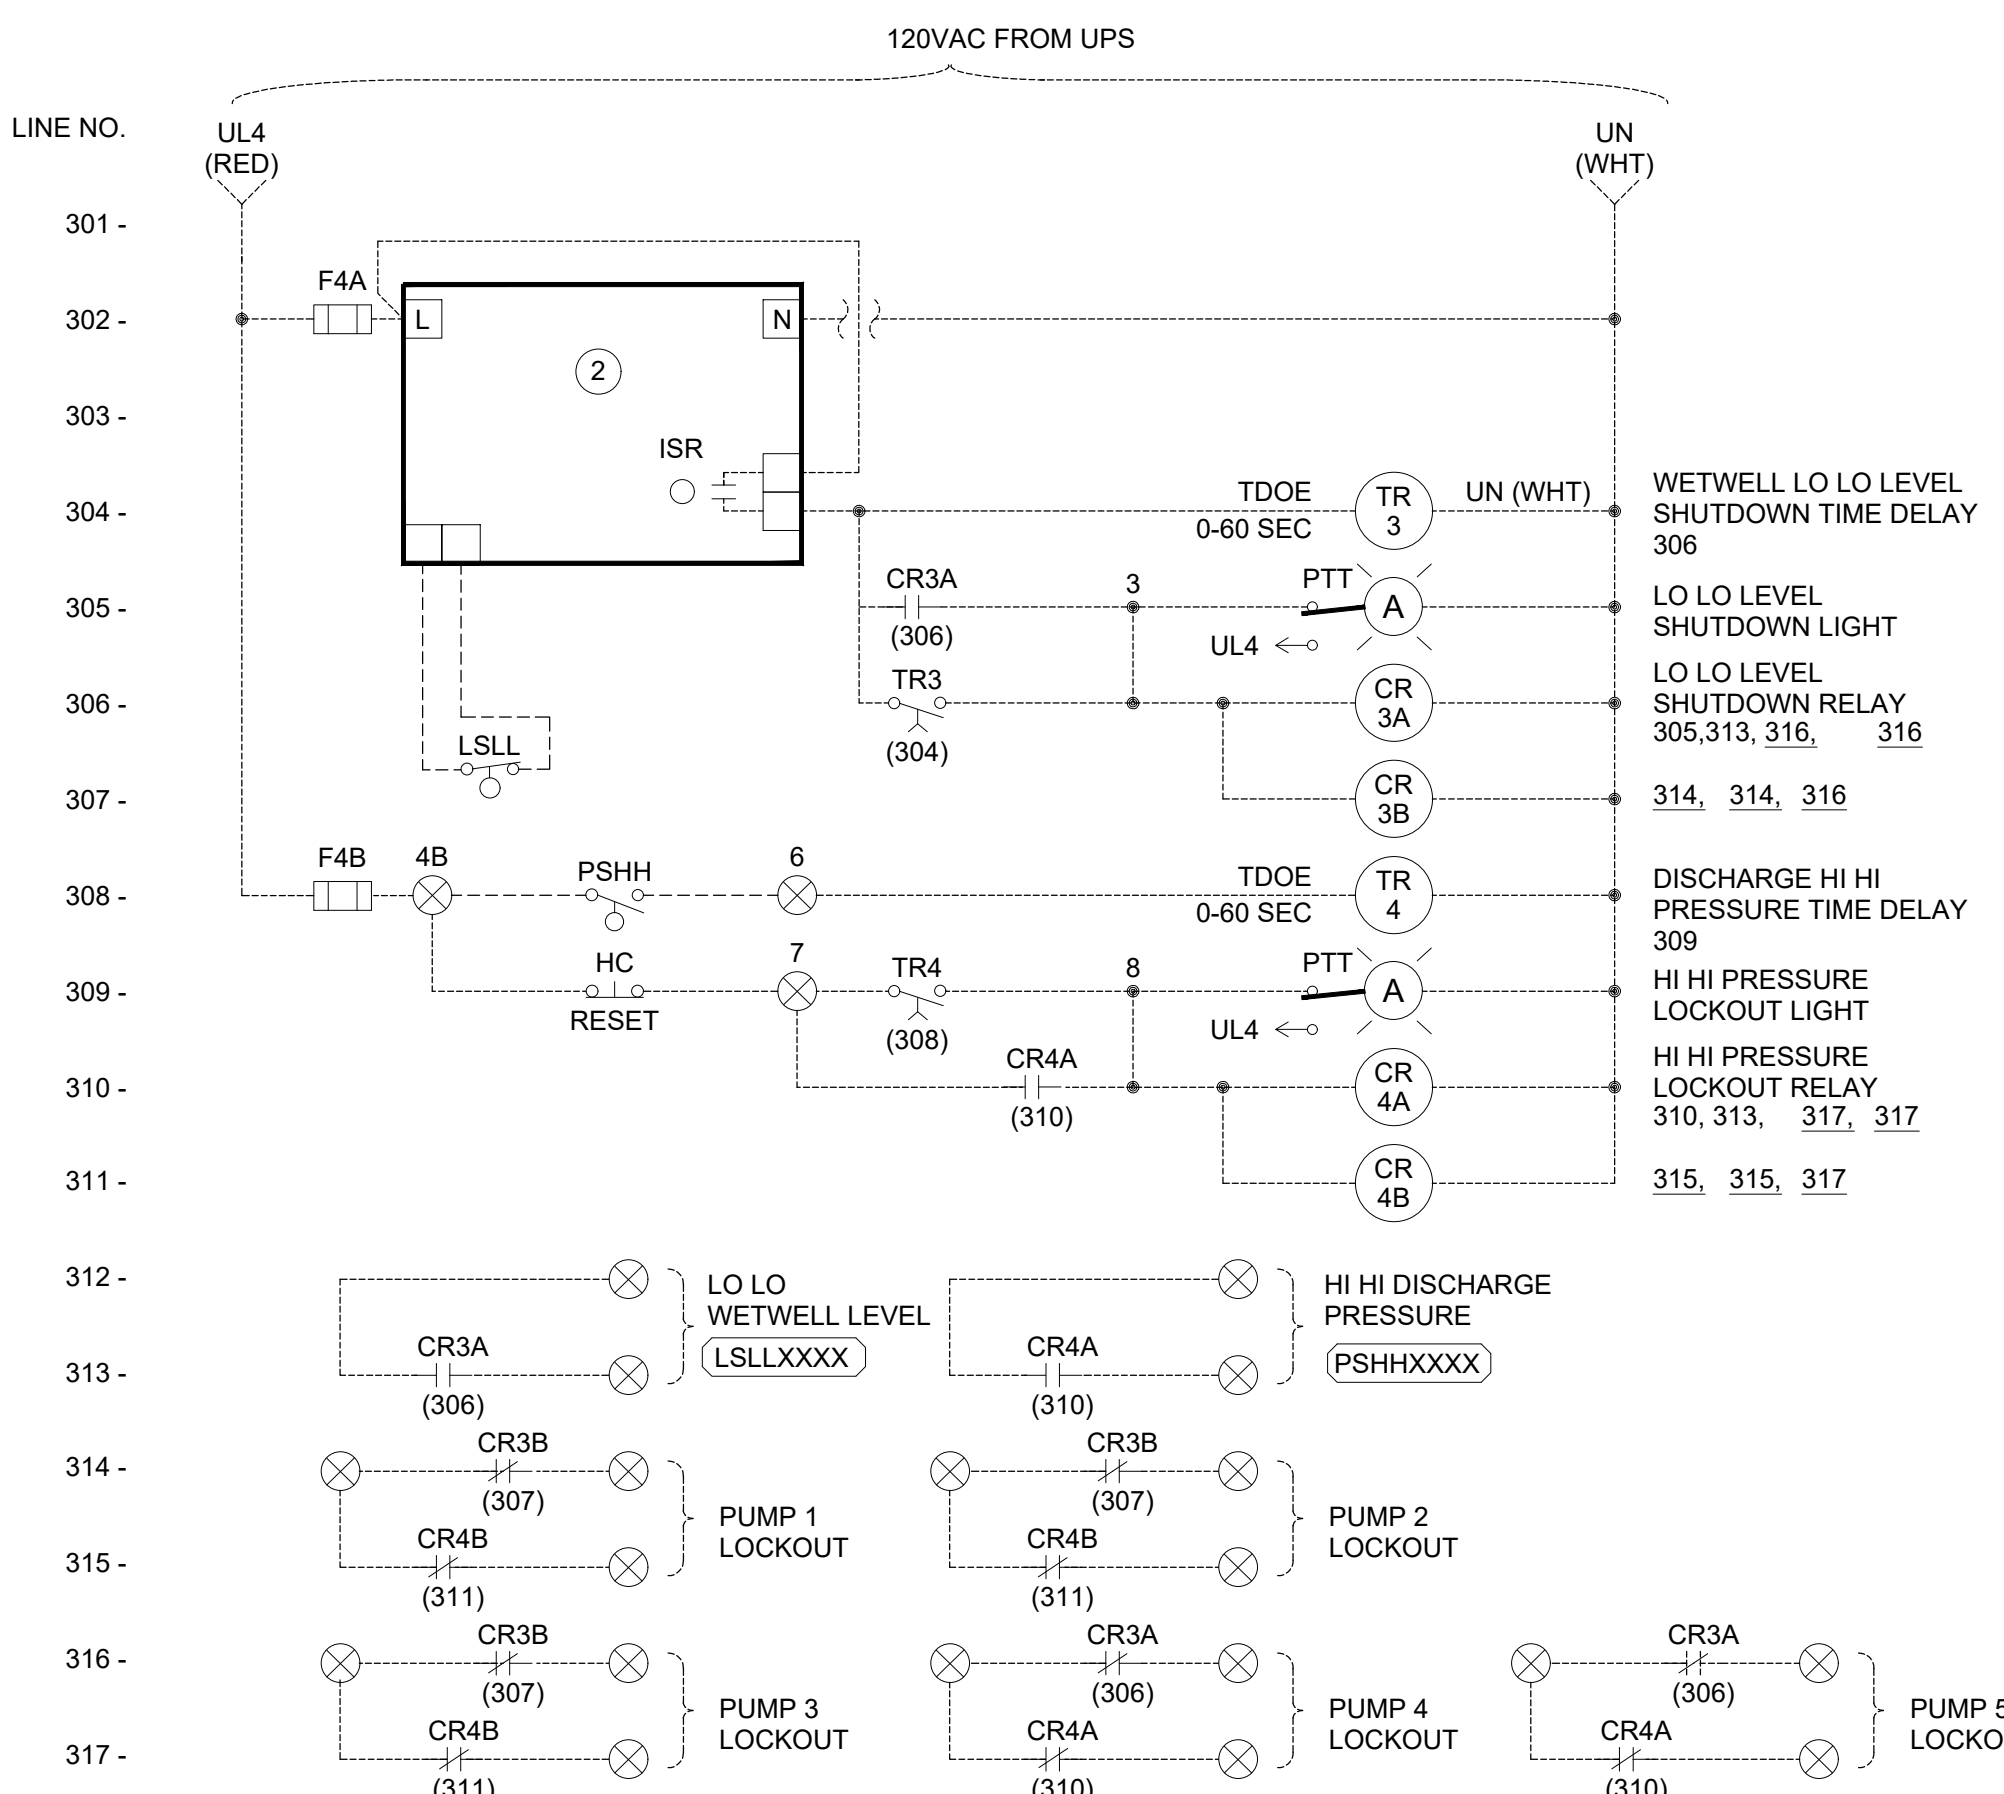 120VAC FROM UPS
LINE NO.
UL4
(RED)
UN
(WHT)
301 -
F4A
302 -
L
N
2
303 -
ISR
304 -
TDOE
0-60 SEC
TR
3
UN (WHT)
WETWELL LO LO LEVEL
SHUTDOWN TIME DELAY
306
305 -
CR3A
(306)
3
PTT
A
UL4
LO LO LEVEL
SHUTDOWN LIGHT
306 -
TR3
(304)
CR
3A
LO LO LEVEL
SHUTDOWN RELAY
305,313, 316, 316
LSLL
307 -
CR
3B
314, 314, 316
308 -
F4B
4B
PSHH
6
TDOE
0-60 SEC
TR
4
DISCHARGE HI HI
PRESSURE TIME DELAY
309
309 -
HC
RESET
7
TR4
(308)
8
PTT
A
UL4
HI HI PRESSURE
LOCKOUT LIGHT
310 -
CR4A
(310)
CR
4A
HI HI PRESSURE
LOCKOUT RELAY
310, 313, 317, 317
311 -
CR
4B
315, 315, 317
312 -
LO LO
WETWELL LEVEL
LSLLXXXX
HI HI DISCHARGE
PRESSURE
PSHHXXXX
313 -
CR3A
(306)
CR4A
(310)
314 -
CR3B
(307)
CR3B
(307)
315 -
CR4B
(311)
PUMP 1
LOCKOUT
CR4B
(311)
PUMP 2
LOCKOUT
316 -
CR3B
(307)
CR3A
(306)
CR3A
(306)
317 -
CR4B
(311)
PUMP 3
LOCKOUT
CR4A
(310)
PUMP 4
LOCKOUT
CR4A
(310)
PUMP 5
LOCKO